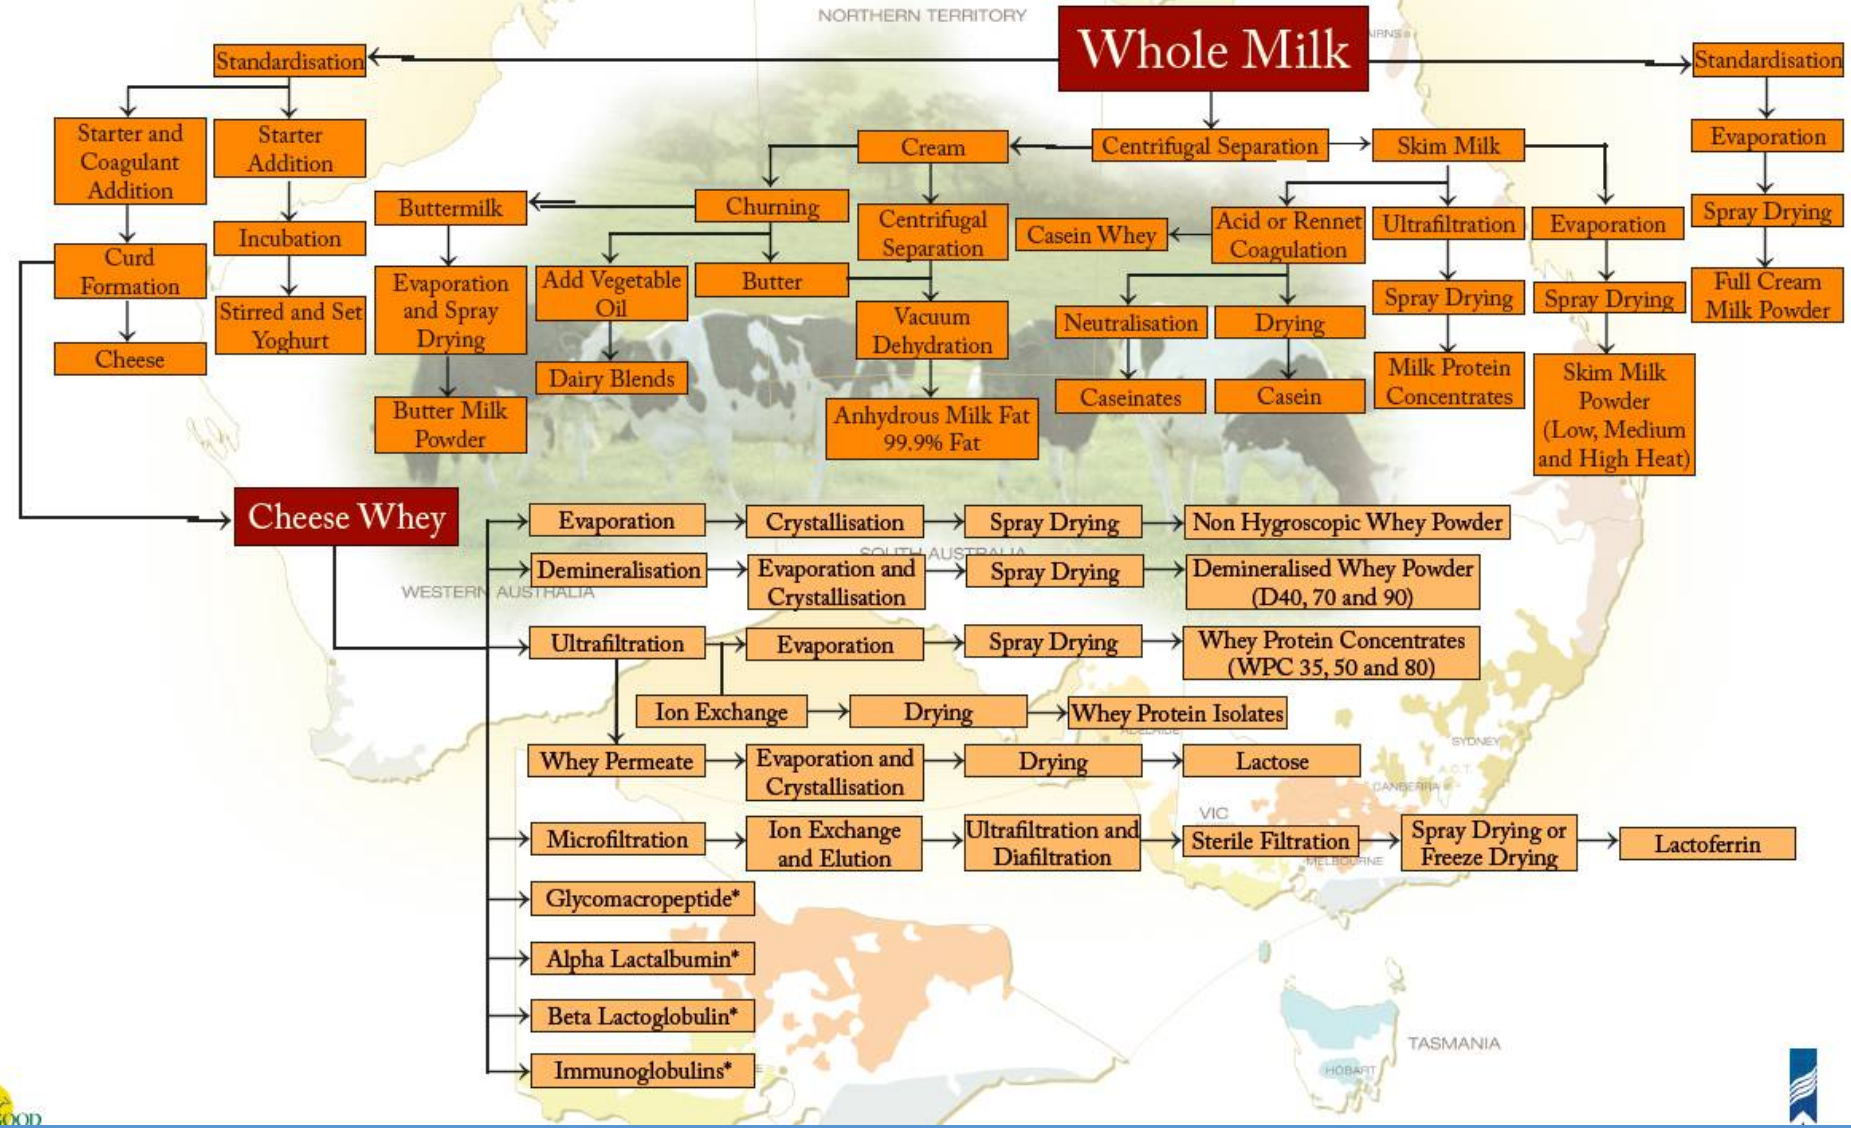 NORTHERN TERRITORY
Whole Milk
Standardisation
Standardisation
Starter and
Coagulant
Addition
Starter
Addition
Cream
Centrifugal Separation
Skim Milk
Evaporation
Buttermilk
Churning
Centrifugal
Separation
Casein Whey
Acid or Rennet
Coagulation
Ultrafiltration
Evaporation
Spray Drying
Curd
Formation
Incubation
Evaporation
and Spray
Drying
Add Vegetable
Oil
Butter
Vacuum
Dehydration
Neutralisation
Drying
Spray Drying
Spray Drying
Full Cream
Milk Powder
Cheese
Stirred and Set
Yoghurt
Butter Milk
Powder
Dairy Blends
Anhydrous Milk Fat
99.9% Fat
Caseinates
Casein
Milk Protein
Concentrates
Skim Milk
Powder
(Low, Medium
and High Heat)
Cheese Whey
Evaporation
Crystallisation
Spray Drying
Non Hygroscopic Whey Powder
SOUTH AUSTRALIA
WESTERN AUSTRALIA
Demineralisation
Evaporation and
Crystallisation
Spray Drying
Demineralised Whey Powder
(D40, 70 and 90)
Ultrafiltration
Evaporation
Spray Drying
Whey Protein Concentrates
(WPC 35, 50 and 80)
Ion Exchange
Drying
Whey Protein Isolates
ADELAIDE
SYDNEY
Whey Permeate
Evaporation and
Crystallisation
Drying
Lactose
A.C.T.
CANBERRA
VIC
Microfiltration
Ion Exchange
and Elution
Ultrafiltration and
Diafiltration
Sterile Filtration
Spray Drying or
Freeze Drying
Lactoferrin
MELBOURNE
Glycomacropeptide*
Alpha Lactalbumin*
Beta Lactoglobulin*
Immunoglobulins*
TASMANIA
HOBART